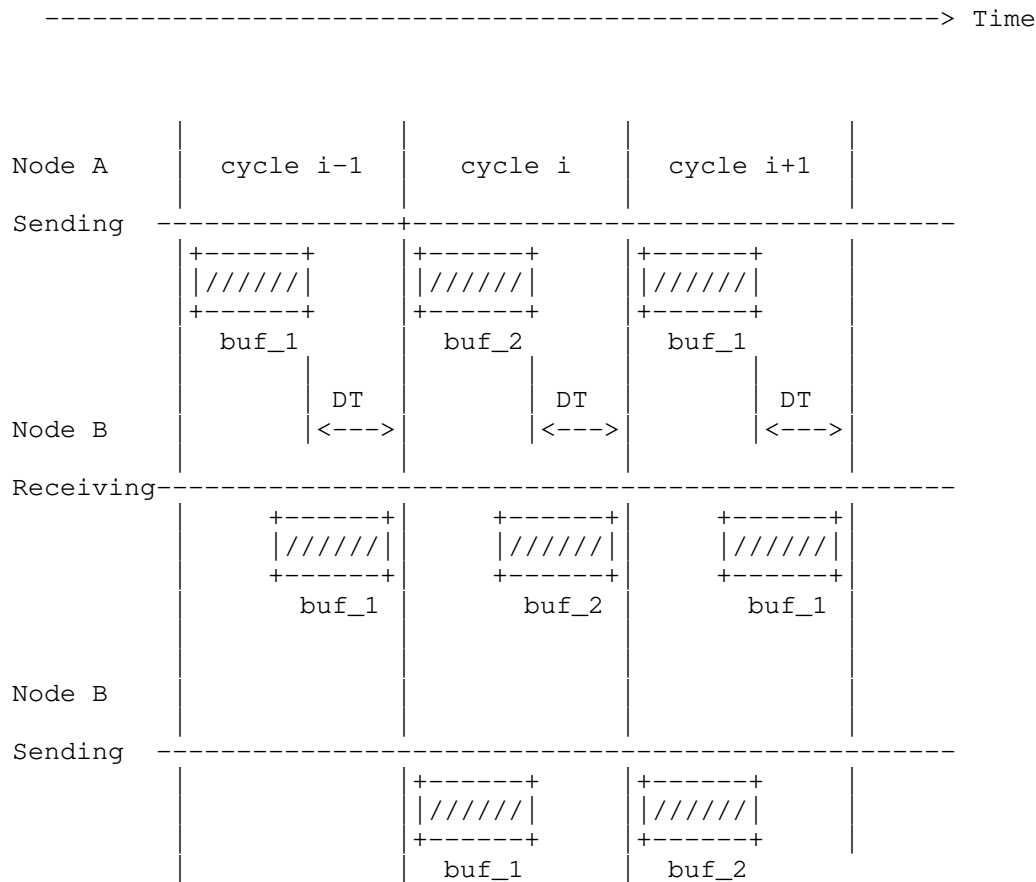 Time
Node A cycle i-1 cycle i cycle i+1
Sending
buf_1 buf_2 buf_1
DT DT DT
Node B
Receiving
buf_1 buf_2 buf_1
Node B
Sending
buf_1 buf_2